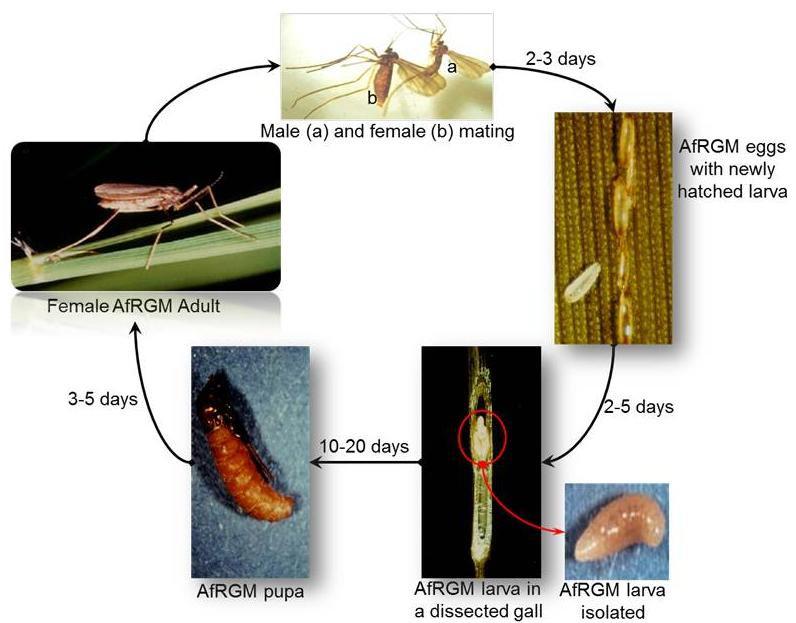 a
b
Male (a) and female (b) mating
2-3 days
AfRGM eggs
with newly
hatched larva
2-5 days
AfRGM larva
isolated
AfRGM larva in
a dissected gall
10-20 days
AfRGM pupa
3-5 days
Female AfRGM Adult